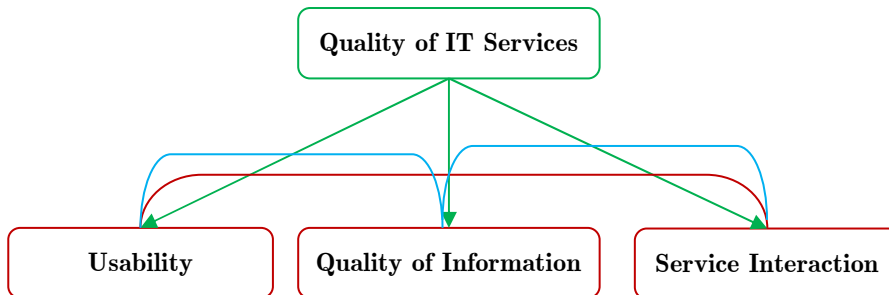 Quality of IT Services
Usability
Quality of Information
Service Interaction